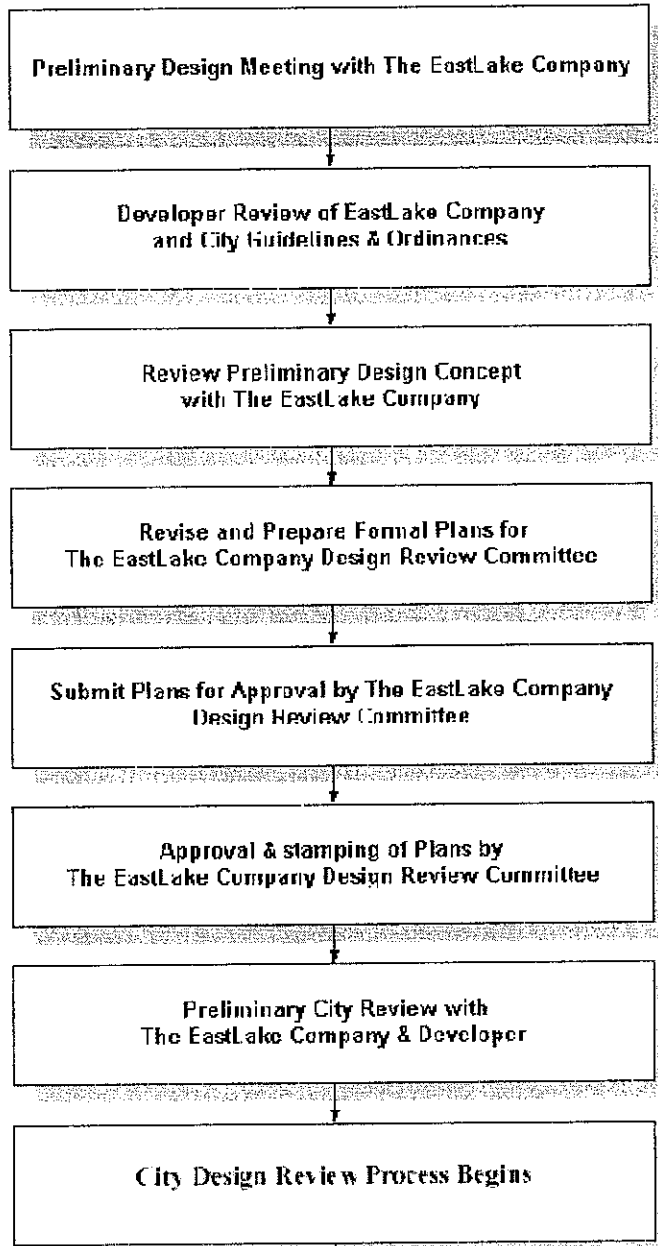 Preliminary Design Meeting with The EastLake Company
Developer Review of EastLake Company
and City Guidelines & Ordinances
Review Preliminary Design Concept
with The EastLake Company
Revise and Prepare Formal Plans for
The EastLake Company Design Review Committee
Submit Plans for Approval by The EastLake Company
Design Review Committee
Approval & stamping of Plans by
The EastLake Company Design Review Committee
Preliminary City Review with
The EastLake Company & Developer
City Design Review Process Begins